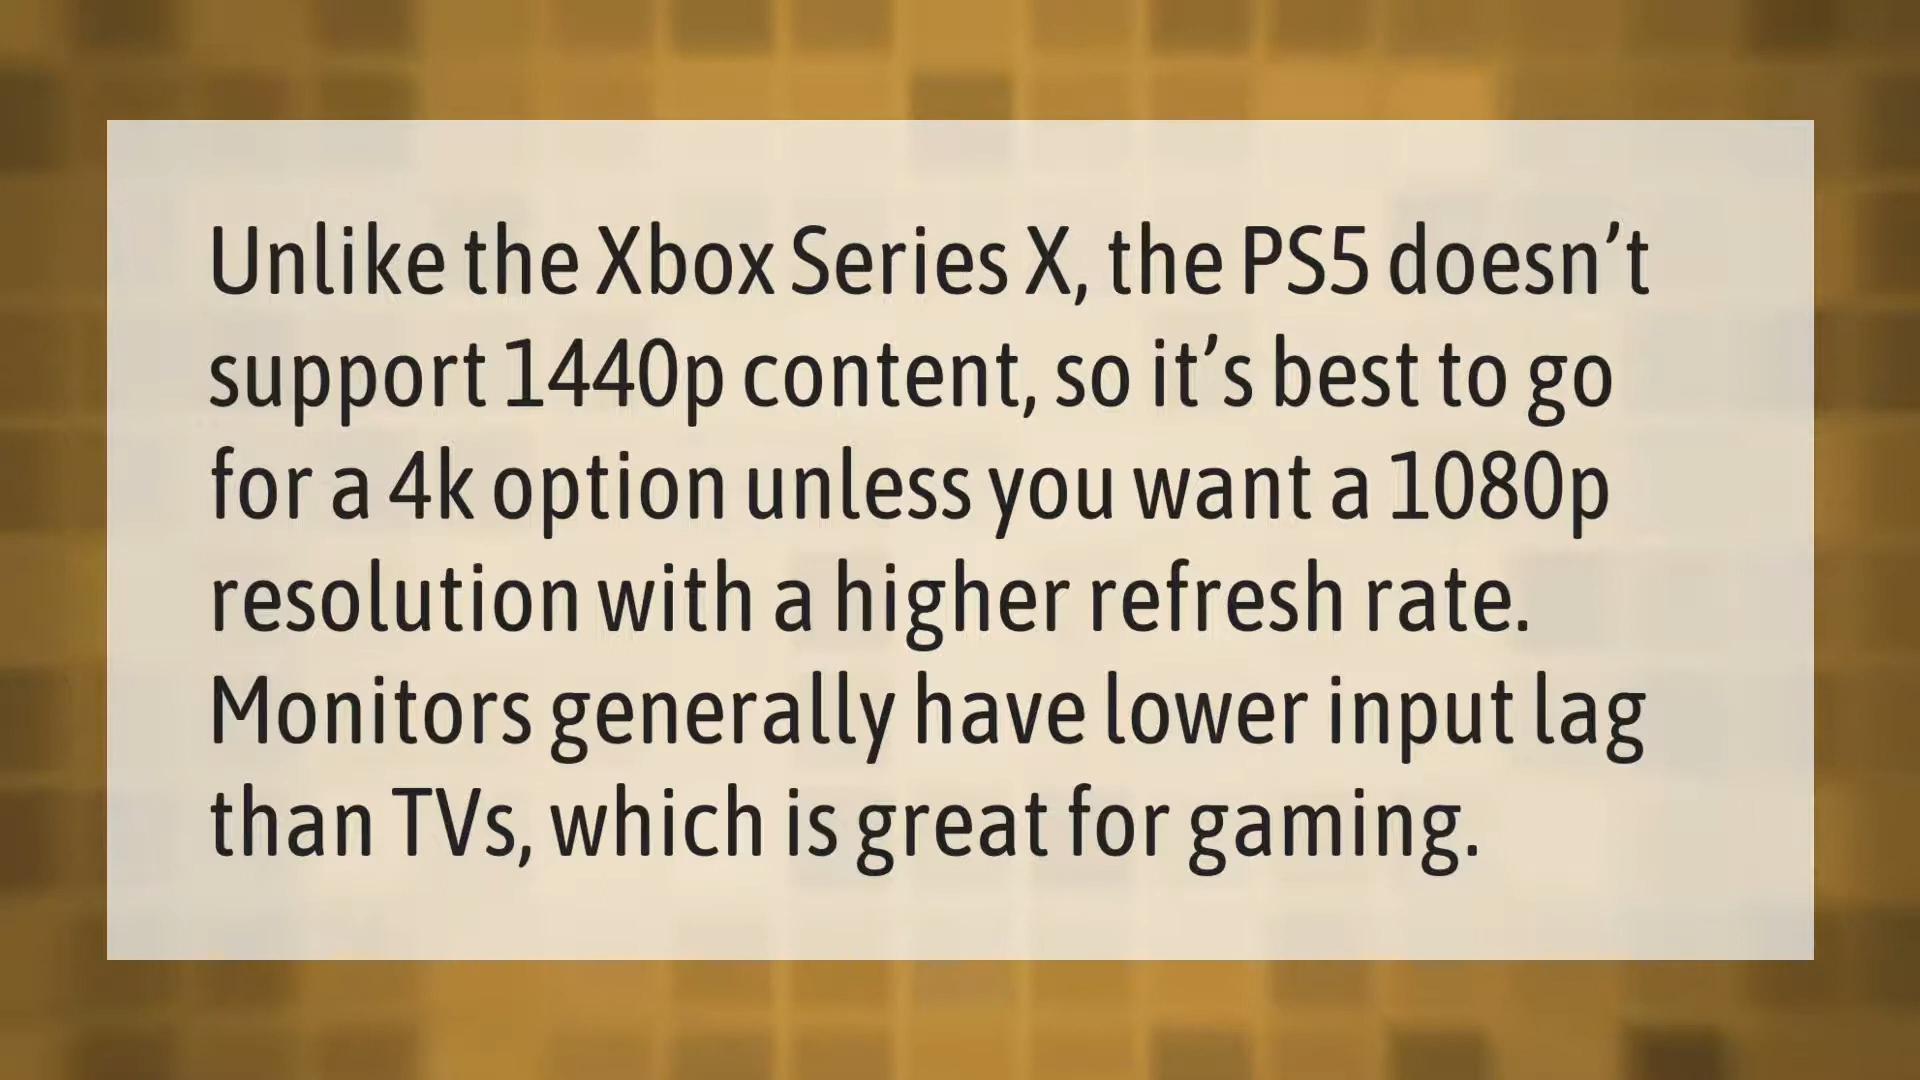 Unlike the Xbox Series X, the PS5 doesn’t
support 1440p content, so it’s best to go
for a 4k option unless you want a 1080p
resolution with a higher refresh rate.
Monitors generally have lower input lag
than TVs, which is great for gaming.